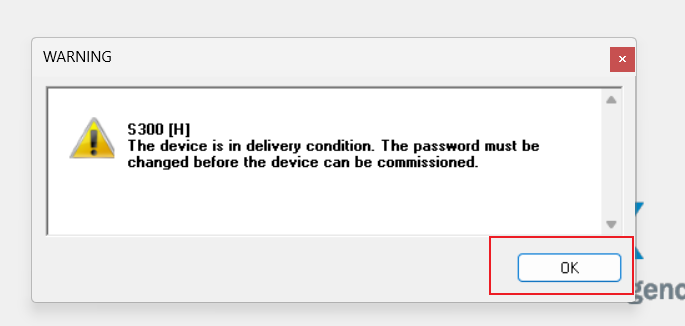 WARNING
S300 [H]
The device is in delivery condition. The password must be
changed before the device can be commissioned.
OK